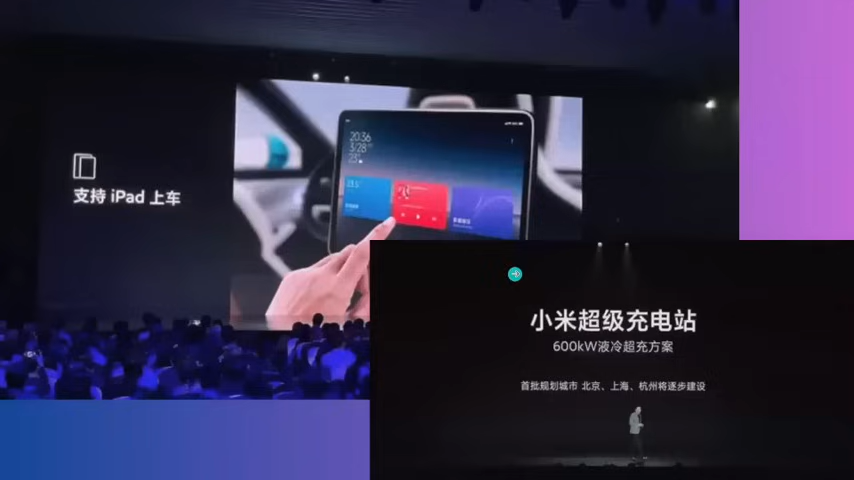 支持 iPad 上车
20:36
3/28
小米超级充电站
600kW液冷超充方案
首批规划城市 北京、上海、杭州将逐步建设